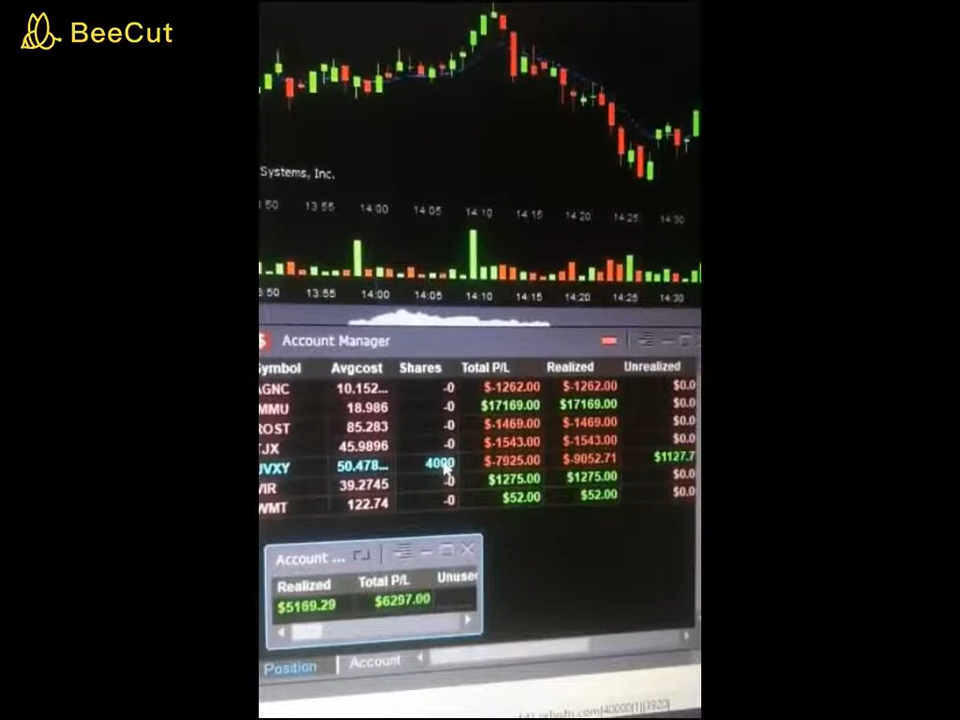 BeeCut
Systems, Inc.
:50 13:55 14:00 14:05 14:10 14:15 14:20 14:25 14:30
:50 13:55 14:00 14:05 14:10 14:15 14:20 14:25 14:30
Account Manager
Symbol Avgcost Shares Total P/L Realized Unrealized
AGNC 10.152... -0 $-1262.00 $-1262.00 $0.0
MMU 18.986 -0 $17169.00 $17169.00 $0.0
ROST 85.283 -0 $-1469.00 $-1469.00 $0.0
TJX 45.9896 -0 $-1543.00 $-1543.00 $0.0
UVXY 50.478... 4000 $-7925.00 $-9052.71 $1127.7
VIR 39.2745 -0 $1275.00 $1275.00 $0.0
WMT 122.74 -0 $52.00 $52.00 $0.0
Account ...
Realized Total P/L Unused
$5169.29 $6297.00
Position Account